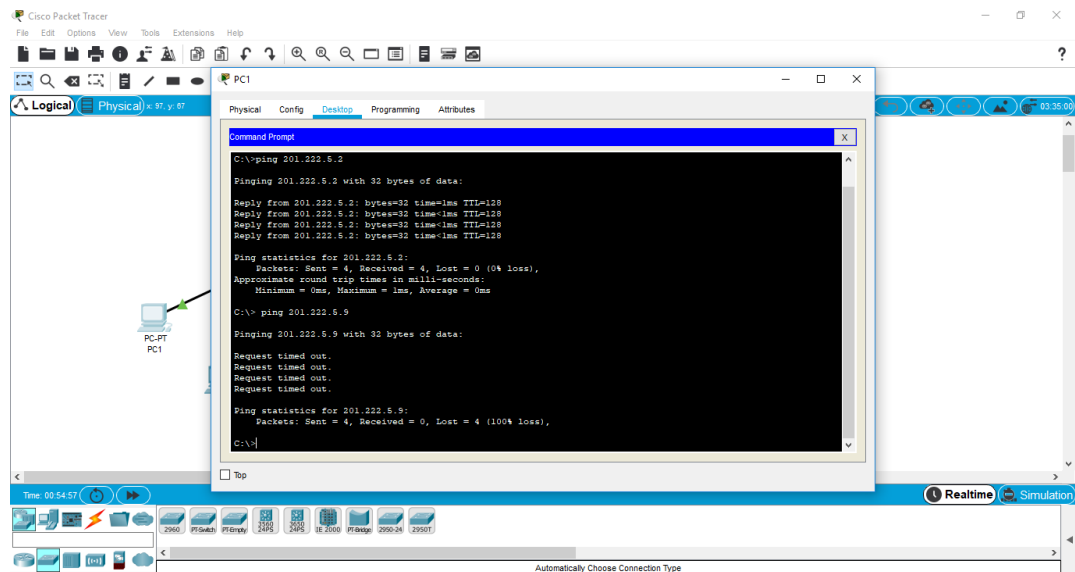 Cisco Packet Tracer
File Edit Options View Tools Extensions Help
?
PC1
Logical Physical x: 97, y: 67
03:35:00
Physical Config Desktop Programming Attributes
Command Prompt
X
C:\>ping 201.222.5.2
Pinging 201.222.5.2 with 32 bytes of data:
Reply from 201.222.5.2: bytes=32 time=1ms TTL=128
Reply from 201.222.5.2: bytes=32 time<1ms TTL=128
Reply from 201.222.5.2: bytes=32 time<1ms TTL=128
Reply from 201.222.5.2: bytes=32 time<1ms TTL=128
Ping statistics for 201.222.5.2:
Packets: Sent = 4, Received = 4, Lost = 0 (0% loss),
Approximate round trip times in milli-seconds:
Minimum = 0ms, Maximum = 1ms, Average = 0ms
C:\> ping 201.222.5.9
Pinging 201.222.5.9 with 32 bytes of data:
Request timed out.
Request timed out.
Request timed out.
Request timed out.
Ping statistics for 201.222.5.9:
Packets: Sent = 4, Received = 0, Lost = 4 (100% loss),
C:\>
PC-PT
PC1
Top
Time: 00:54:57
Realtime Simulation
2960 PT-Switch PT-Empty 3560 24PS 3650 24PS IE 2000 PT-Bridge 2950-24 2950T
Automatically Choose Connection Type